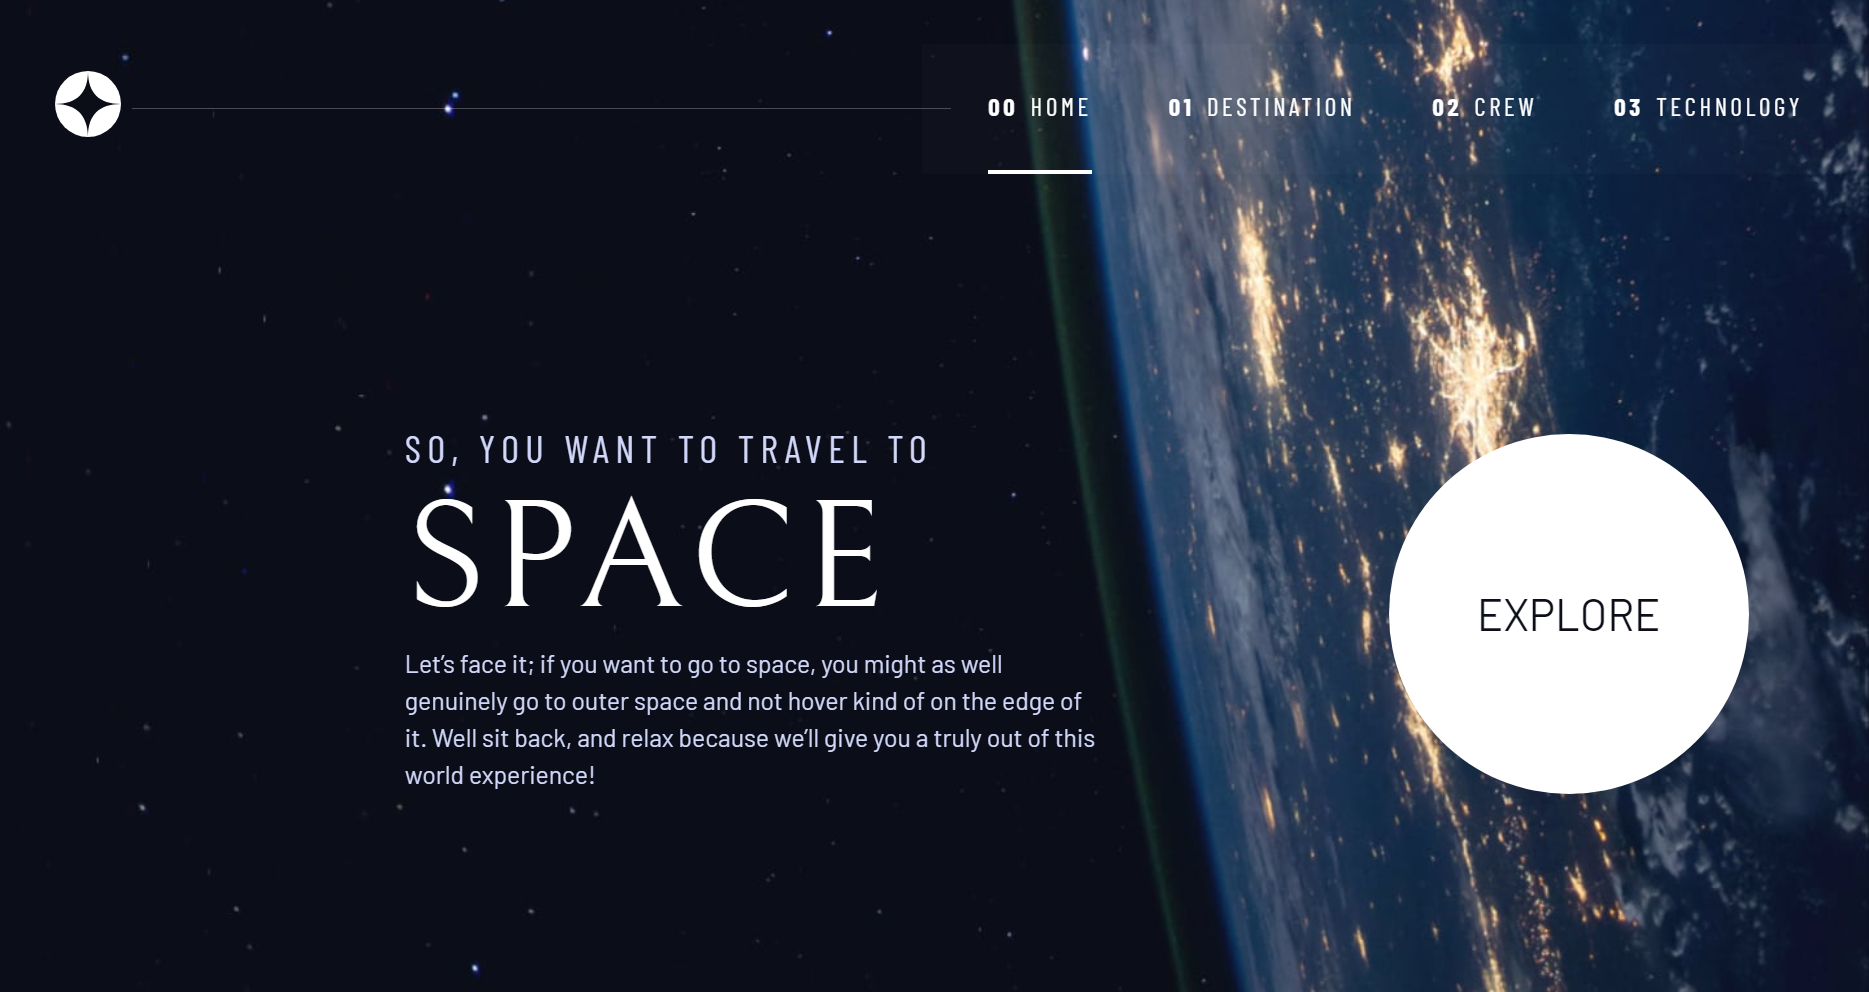 00 HOME 01 DESTINATION 02 CREW 03 TECHNOLOGY
SO, YOU WANT TO TRAVEL TO
SPACE
Let’s face it; if you want to go to space, you might as well
genuinely go to outer space and not hover kind of on the edge of
it. Well sit back, and relax because we’ll give you a truly out of this
world experience!
EXPLORE